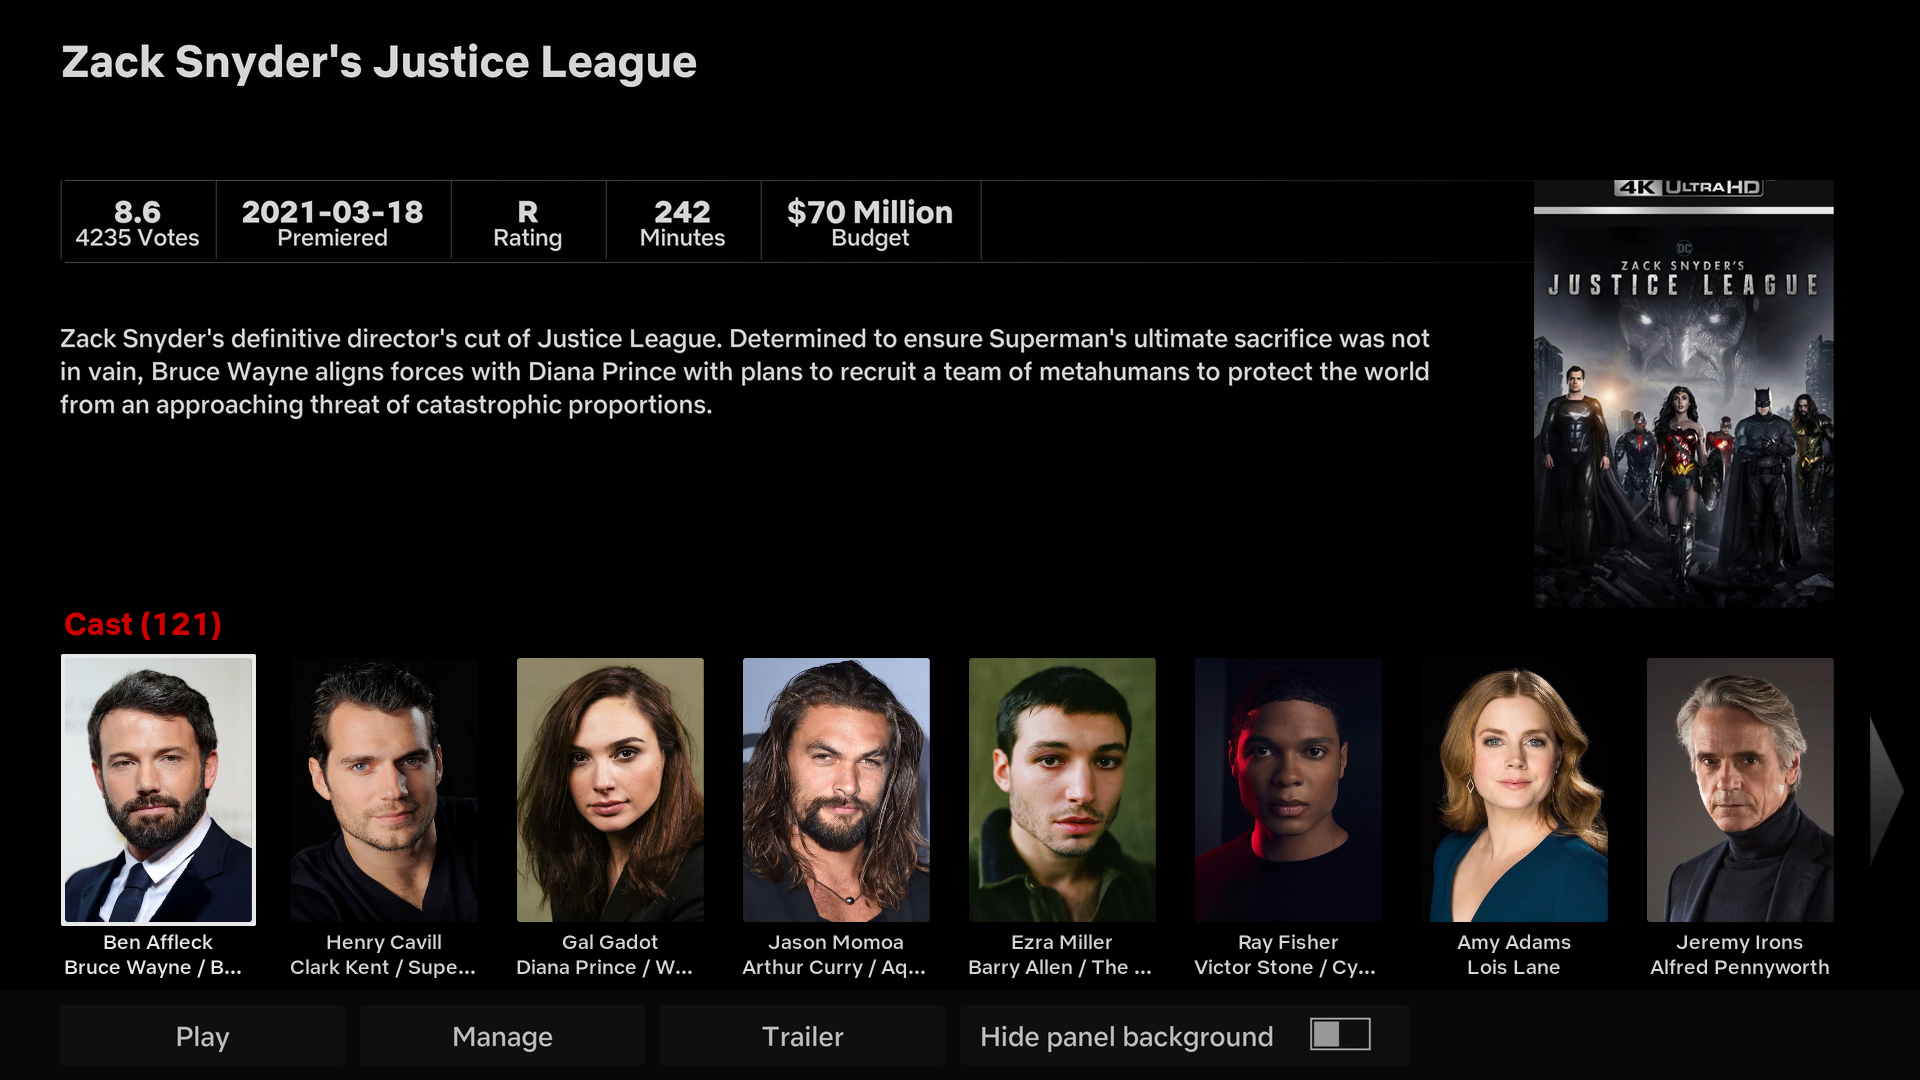 Zack Snyder's Justice League
8.6
4235 Votes
2021-03-18
Premiered
R
Rating
242
Minutes
$70 Million
Budget
4K ULTRA HD
DC
ZACK SNYDER'S
JUSTICE LEAGUE
Zack Snyder's definitive director's cut of Justice League. Determined to ensure Superman's ultimate sacrifice was not
in vain, Bruce Wayne aligns forces with Diana Prince with plans to recruit a team of metahumans to protect the world
from an approaching threat of catastrophic proportions.
Cast (121)
Ben Affleck
Bruce Wayne / B...
Henry Cavill
Clark Kent / Supe...
Gal Gadot
Diana Prince / W...
Jason Momoa
Arthur Curry / Aq...
Ezra Miller
Barry Allen / The ...
Ray Fisher
Victor Stone / Cy...
Amy Adams
Lois Lane
Jeremy Irons
Alfred Pennyworth
Play
Manage
Trailer
Hide panel background